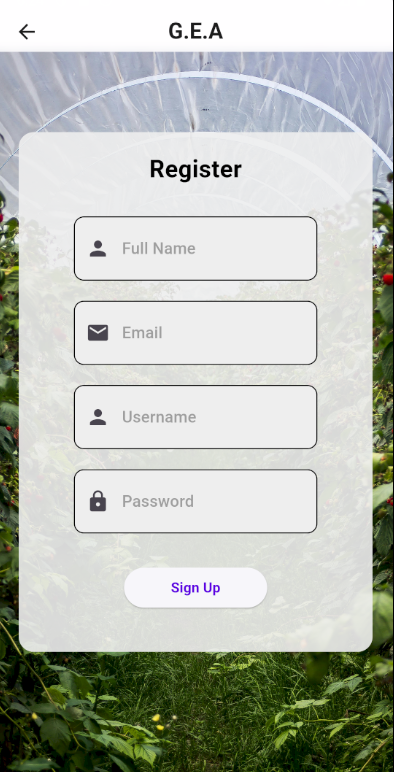 G.E.A
Register
Full Name
Email
Username
Password
Sign Up